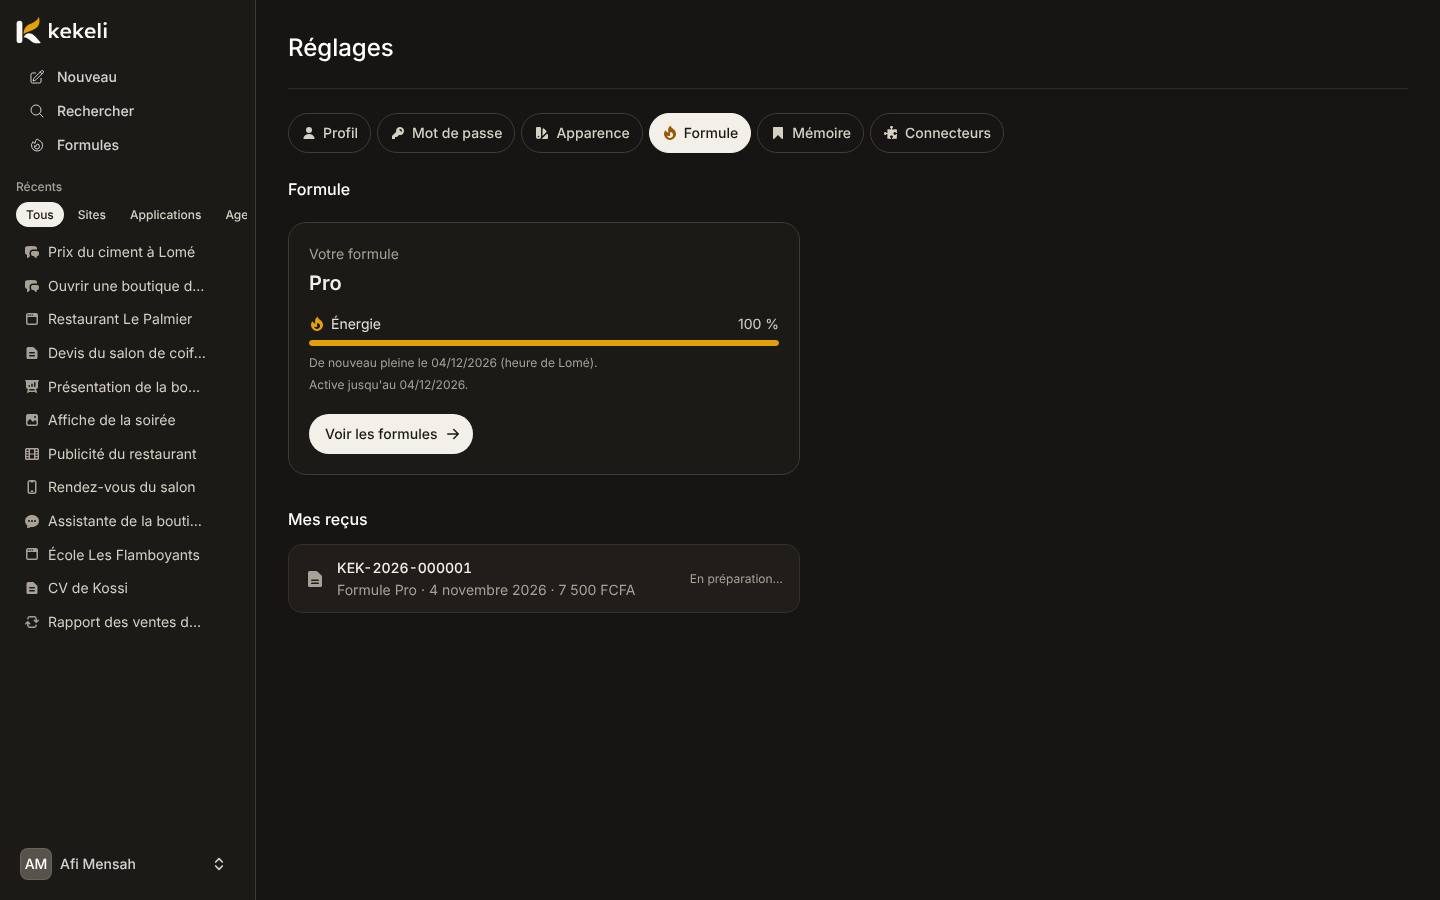 kekeli
Nouveau
Rechercher
Formules
Récents
Tous Sites Applications Age
Prix du ciment à Lomé
Ouvrir une boutique d...
Restaurant Le Palmier
Devis du salon de coif...
Présentation de la bo...
Affiche de la soirée
Publicité du restaurant
Rendez-vous du salon
Assistante de la bouti...
École Les Flamboyants
CV de Kossi
Rapport des ventes d...
AM Afi Mensah
Réglages
Profil Mot de passe Apparence Formule Mémoire Connecteurs
Formule
Votre formule
Pro
Énergie 100 %
De nouveau pleine le 04/12/2026 (heure de Lomé).
Active jusqu'au 04/12/2026.
Voir les formules →
Mes reçus
KEK-2026-000001
Formule Pro · 4 novembre 2026 · 7 500 FCFA
En préparation...